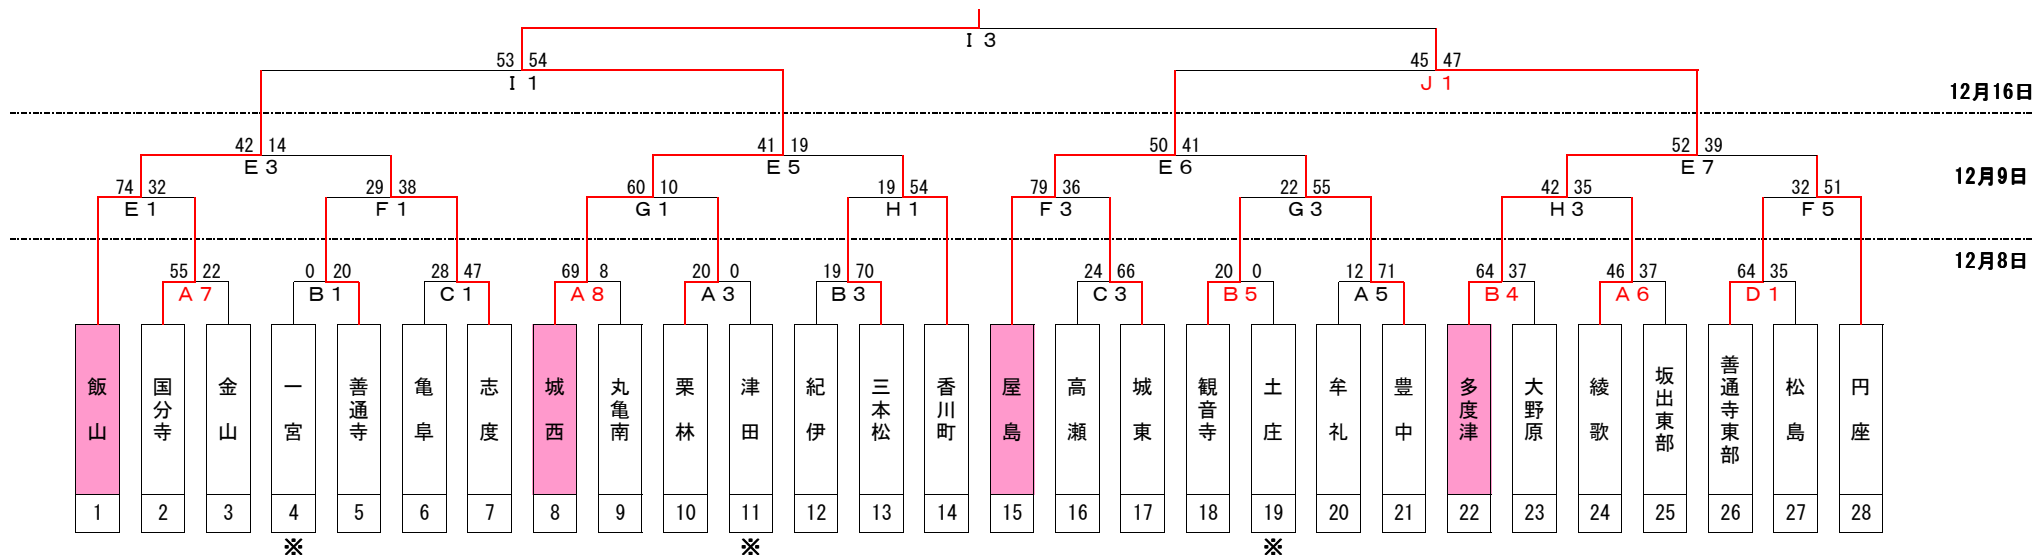 I 3
53 54 45 47
I 1 J 1
12月16日
42 14 41 19 50 41 52 39
E 3 E 5 E 6 E 7
12月9日
74 32 29 38 60 10 19 54 79 36 22 55 42 35 32 51
E 1 F 1 G 1 H 1 F 3 G 3 H 3 F 5
12月8日
55 22 0 20 28 47 69 8 20 0 19 70 24 66 20 0 12 71 64 37 46 37 64 35
A 7 B 1 C 1 A 8 A 3 B 3 C 3 B 5 A 5 B 4 A 6 D 1
飯山
国分寺
金山
一宮
善通寺
亀阜
志度
城西
丸亀南
栗林
津田
紀伊
三本松
香川町
屋島
高瀬
城東
観音寺
土庄
牟礼
豊中
多度津
大野原
綾歌
坂出東部
善通寺東部
松島
円座
1 2 3 4 5 6 7 8 9 10 11 12 13 14 15 16 17 18 19 20 21 22 23 24 25 26 27 28
※ ※ ※